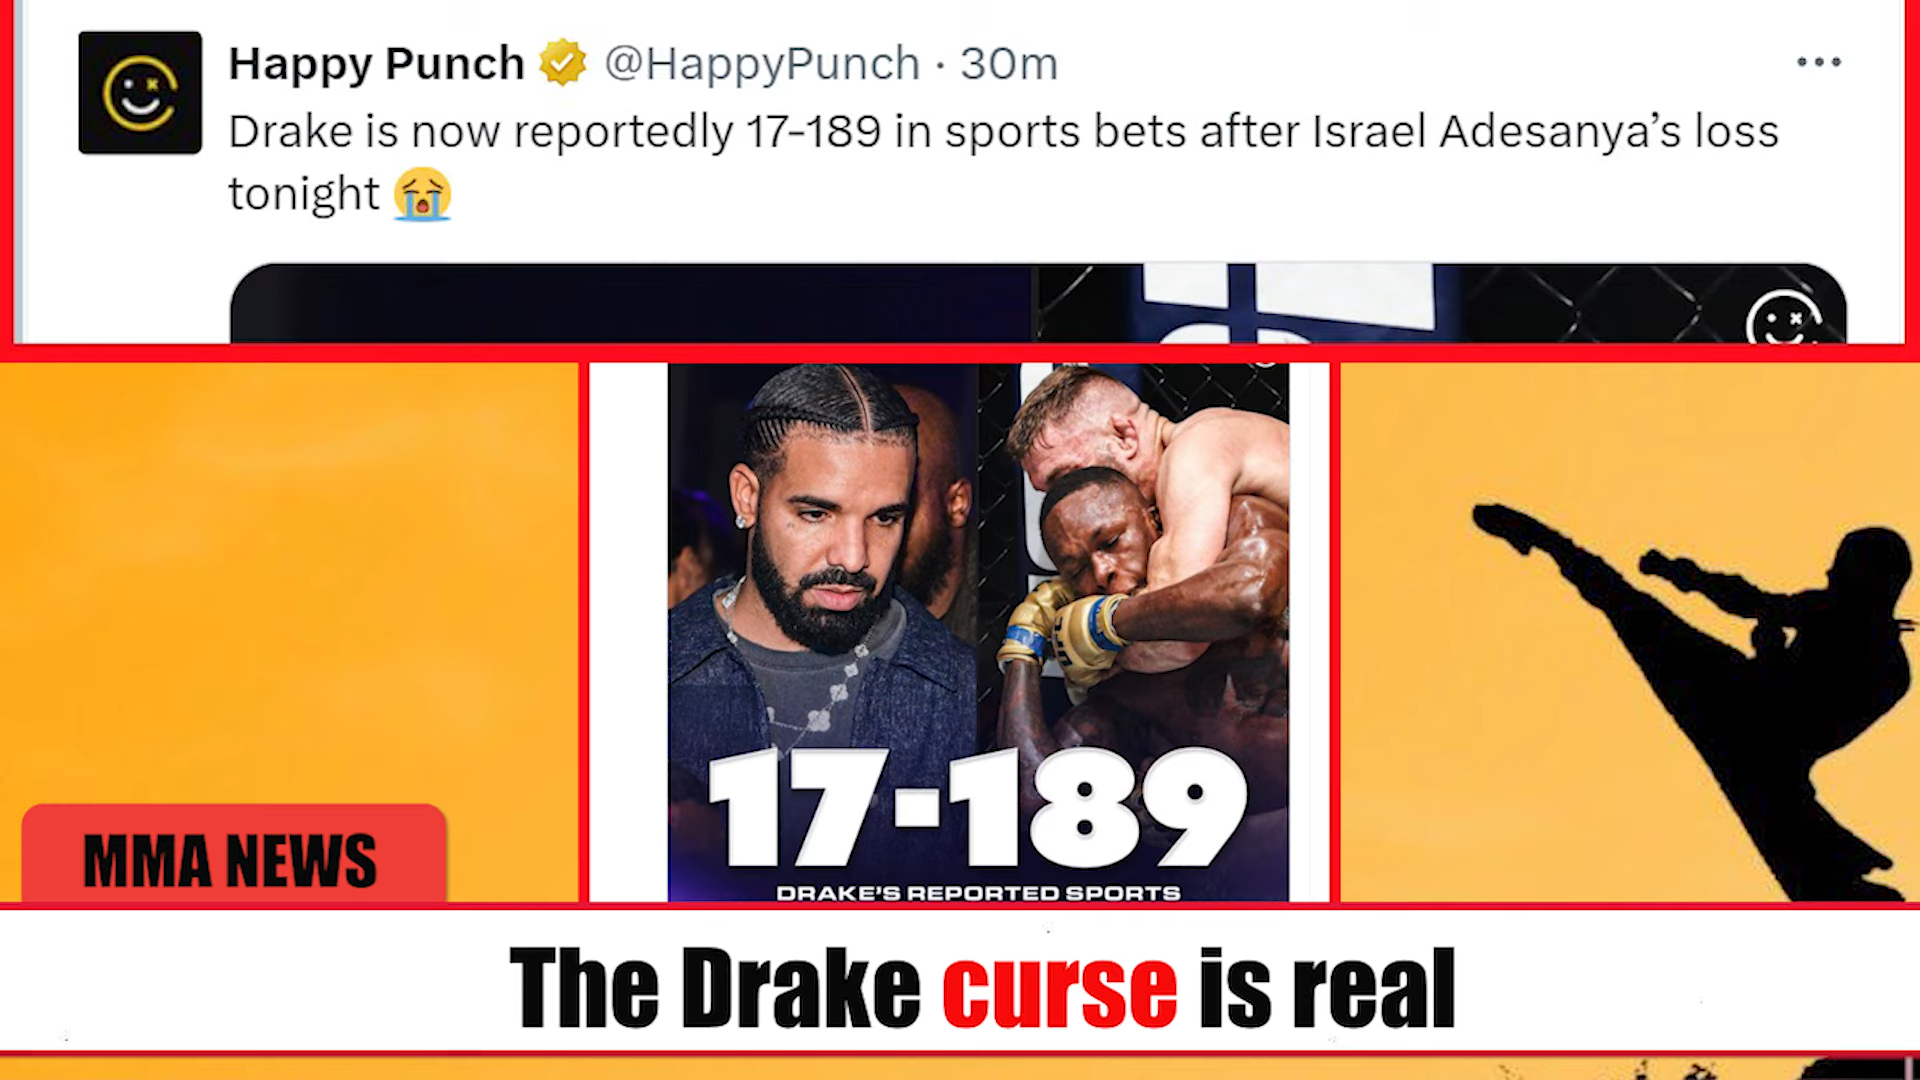 Happy Punch @HappyPunch · 30m
Drake is now reportedly 17-189 in sports bets after Israel Adesanya’s loss
tonight 😭
17-189
DRAKE'S REPORTED SPORTS
MMA NEWS
The Drake curse is real